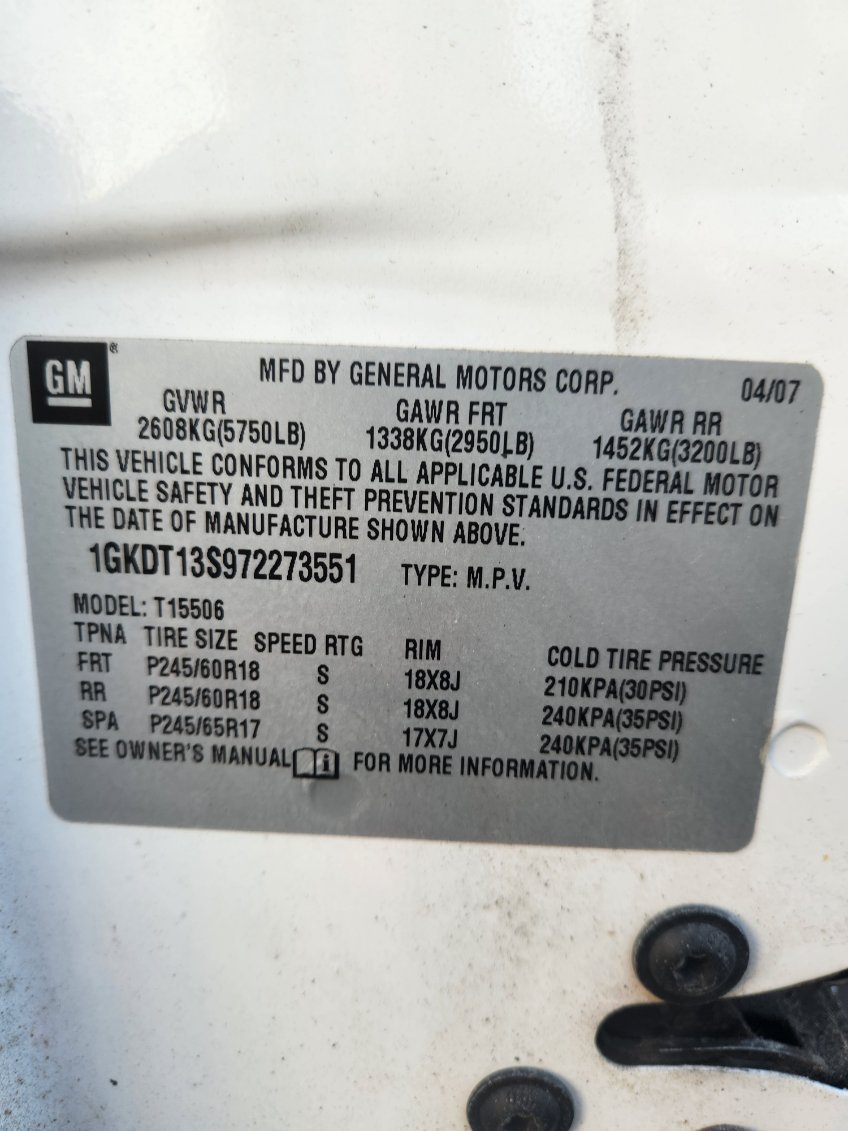 GM®
MFD BY GENERAL MOTORS CORP. 04/07
GVWR GAWR FRT GAWR RR
2608KG(5750LB) 1338KG(2950LB) 1452KG(3200LB)
THIS VEHICLE CONFORMS TO ALL APPLICABLE U.S. FEDERAL MOTOR
VEHICLE SAFETY AND THEFT PREVENTION STANDARDS IN EFFECT ON
THE DATE OF MANUFACTURE SHOWN ABOVE.
1GKDT13S972273551 TYPE: M.P.V.
MODEL: T15506
TPNA TIRE SIZE SPEED RTG RIM COLD TIRE PRESSURE
FRT P245/60R18 S 18X8J 210KPA(30PSI)
RR P245/60R18 S 18X8J 240KPA(35PSI)
SPA P245/65R17 S 17X7J 240KPA(35PSI)
SEE OWNER'S MANUAL i FOR MORE INFORMATION.